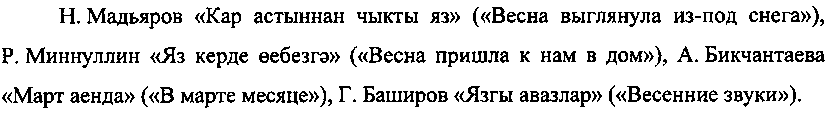 Н. Мадьяров «Кар астыннан чыкты яз» («Весна выглянула из-под снега»),
Р. Миннуллин «Яз керде өебезгә» («Весна пришла к нам в дом»), А. Бикчантаева
«Март аенда» («В марте месяце»), Г. Баширов «Язгы авазлар» («Весенние звуки»).